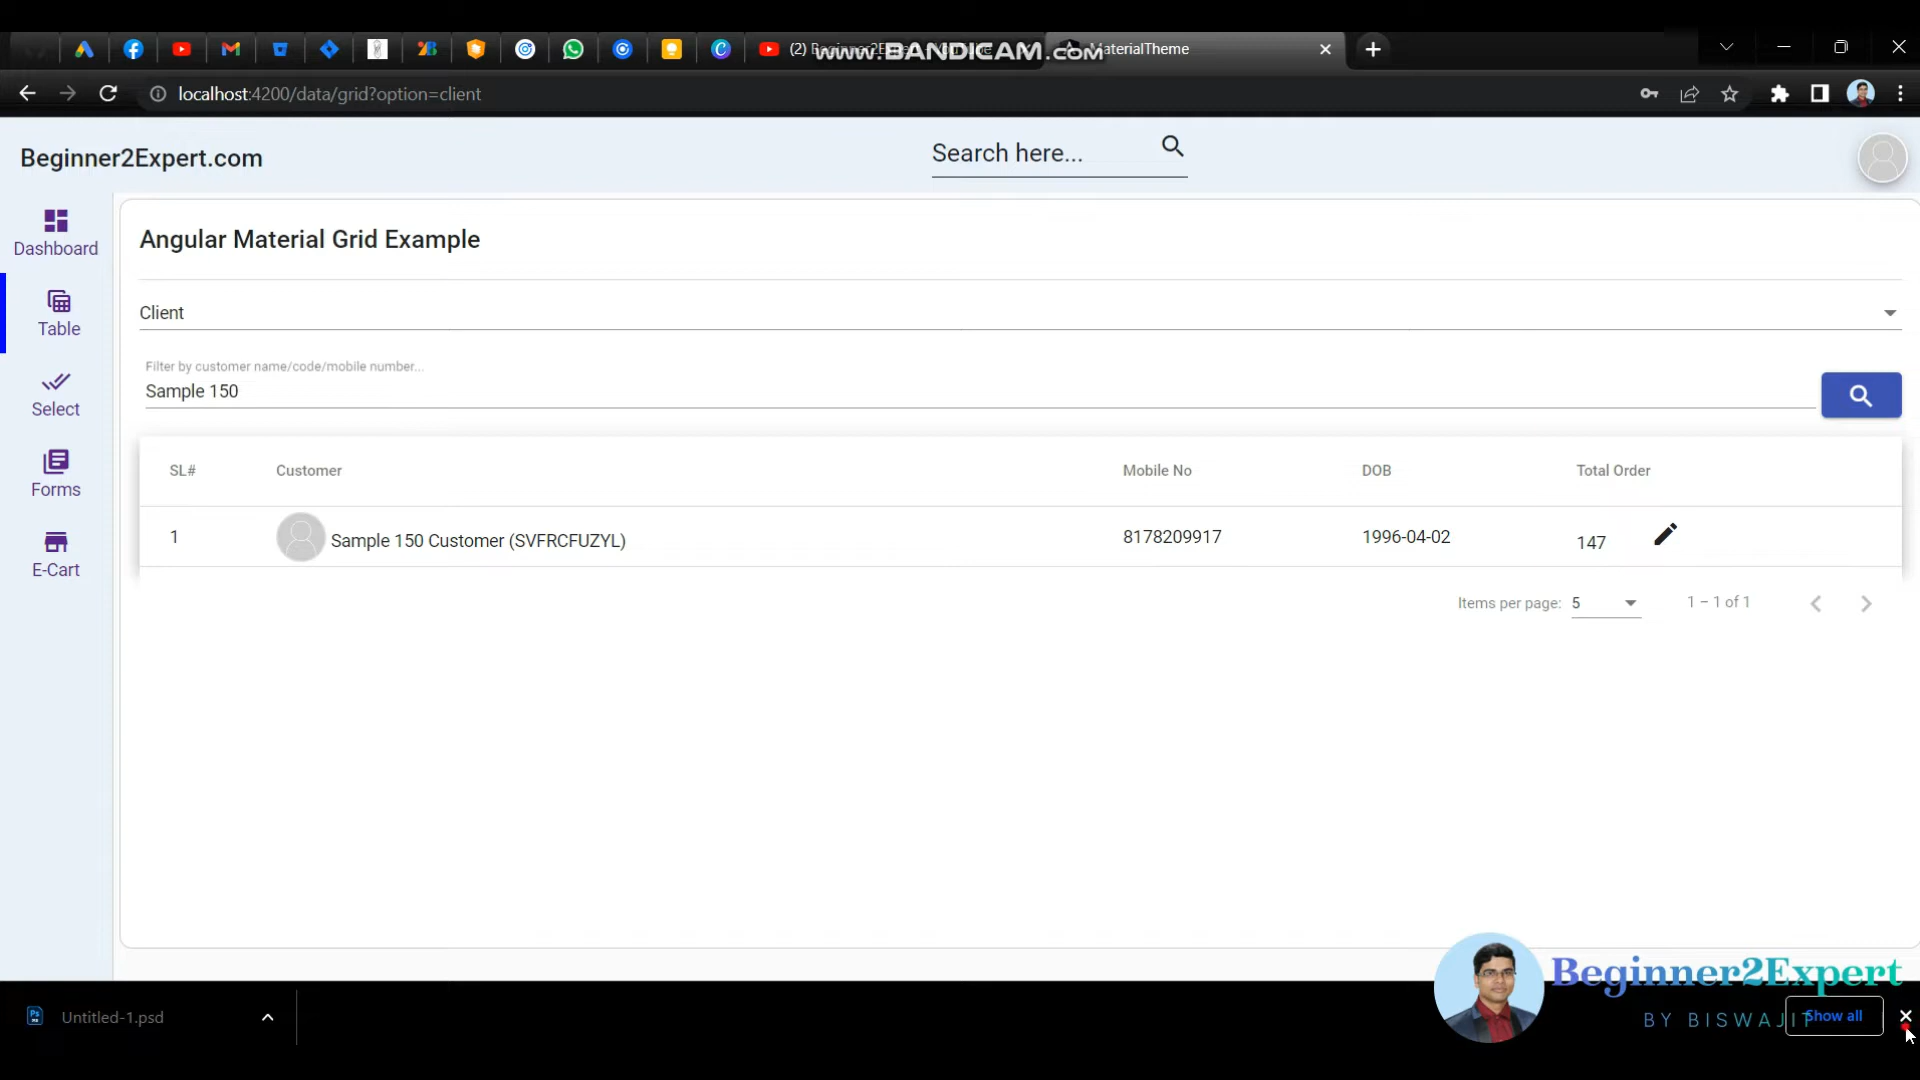 (2) Beginner2Expert - YouTube
www.BANDICAM.com
MaterialTheme
localhost:4200/data/grid?option=client
Beginner2Expert.com
Search here...
Dashboard
Table
Select
Forms
E-Cart
Angular Material Grid Example
Client
Filter by customer name/code/mobile number...
Sample 150
SL# Customer Mobile No DOB Total Order
1 Sample 150 Customer (SVFRCFUZYL) 8178209917 1996-04-02 147
Items per page: 5 1 – 1 of 1
Untitled-1.psd
Beginner2Expert
BY BISWAJIT
Show all